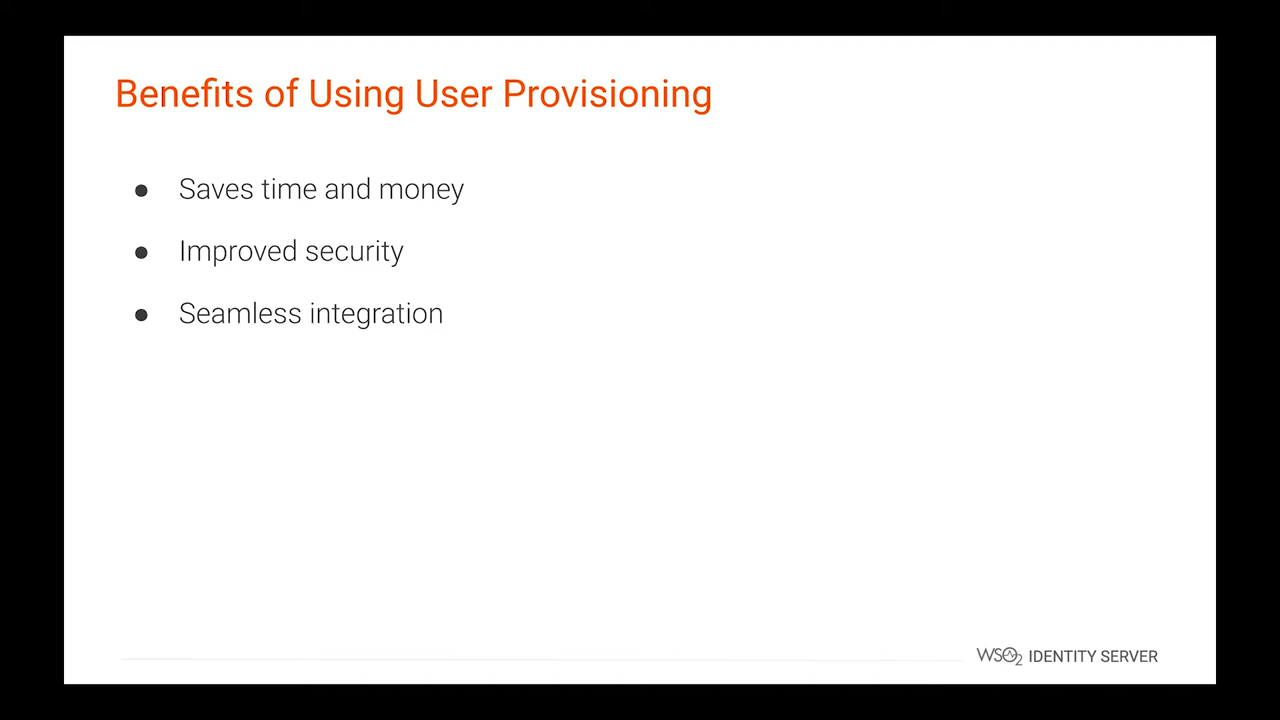 Benefits of Using User Provisioning
● Saves time and money
● Improved security
● Seamless integration
WSO2 IDENTITY SERVER